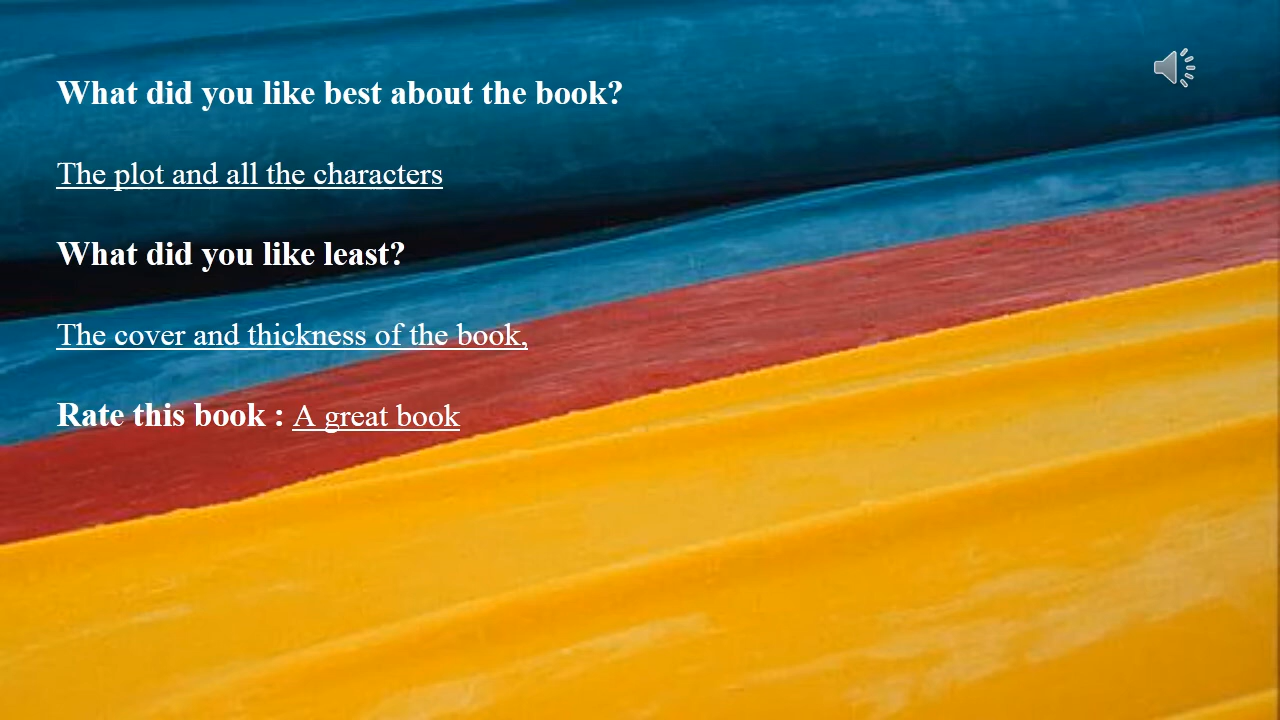 What did you like best about the book?
The plot and all the characters
What did you like least?
The cover and thickness of the book,
Rate this book : A great book